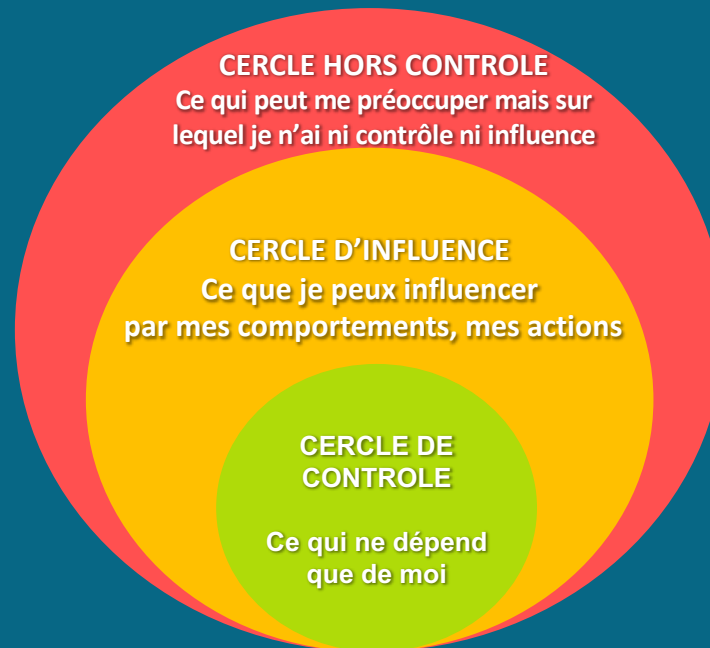 CERCLE HORS CONTROLE
Ce qui peut me préoccuper mais sur
lequel je n’ai ni contrôle ni influence
CERCLE D’INFLUENCE
Ce que je peux influencer
par mes comportements, mes actions
CERCLE DE
CONTROLE
Ce qui ne dépend
que de moi